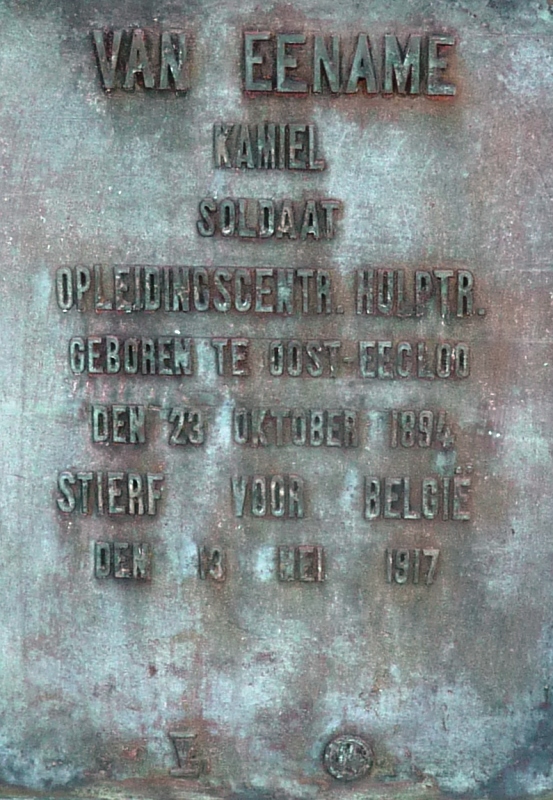 VAN EENAME
KAMIEL
SOLDAAT
OPLEIDINGSCENTR. HULPTR.
GEBOREN TE OOST-EECLOO
DEN 23 OKTOBER 1894
STIERF VOOR BELGIË
DEN 13 MEI 1917